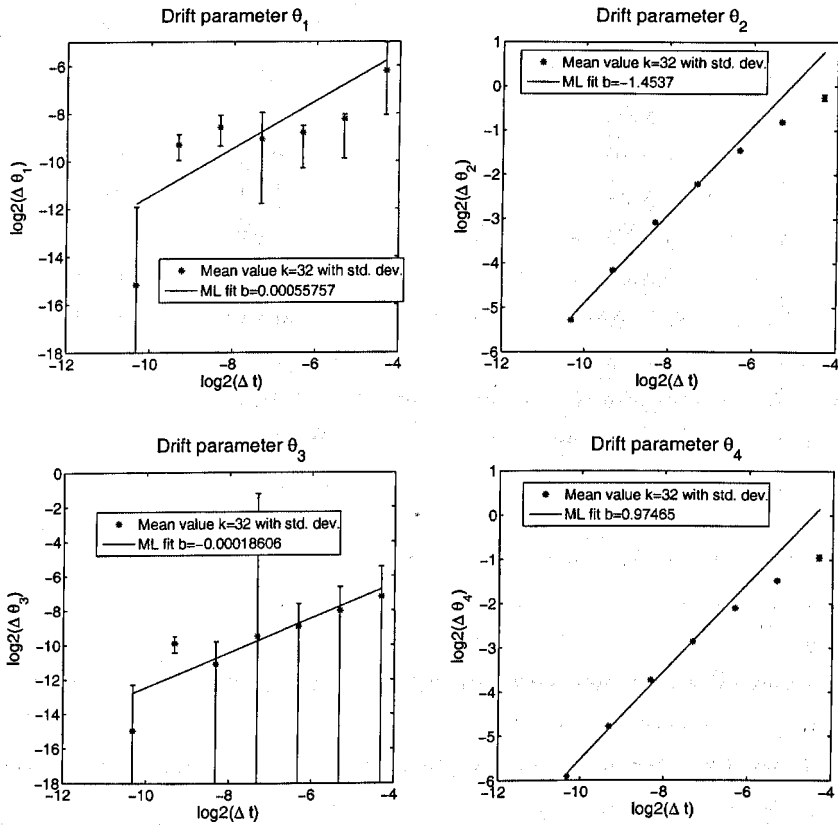 Drift parameter θ1
−6
−8
−10
−12
−14
−16
−18
−12
−10
−8
−6
−4
log2(Δ θ1)
log2(Δ t)
Mean value k=32 with std. dev.
ML fit b=0.00055757
Drift parameter θ2
1
0
−1
−2
−3
−4
−5
−6
−12
−10
−8
−6
−4
log2(Δ θ2)
log2(Δ t)
Mean value k=32 with std. dev.
ML fit b=−1.4537
Drift parameter θ3
0
−2
−4
−6
−8
−10
−12
−14
−16
−18
−12
−10
−8
−6
−4
log2(Δ θ3)
log2(Δ t)
Mean value k=32 with std. dev.
ML fit b=−0.00018606
Drift parameter θ4
1
0
−1
−2
−3
−4
−5
−6
−12
−10
−8
−6
−4
log2(Δ θ4)
log2(Δ t)
Mean value k=32 with std. dev.
ML fit b=0.97465